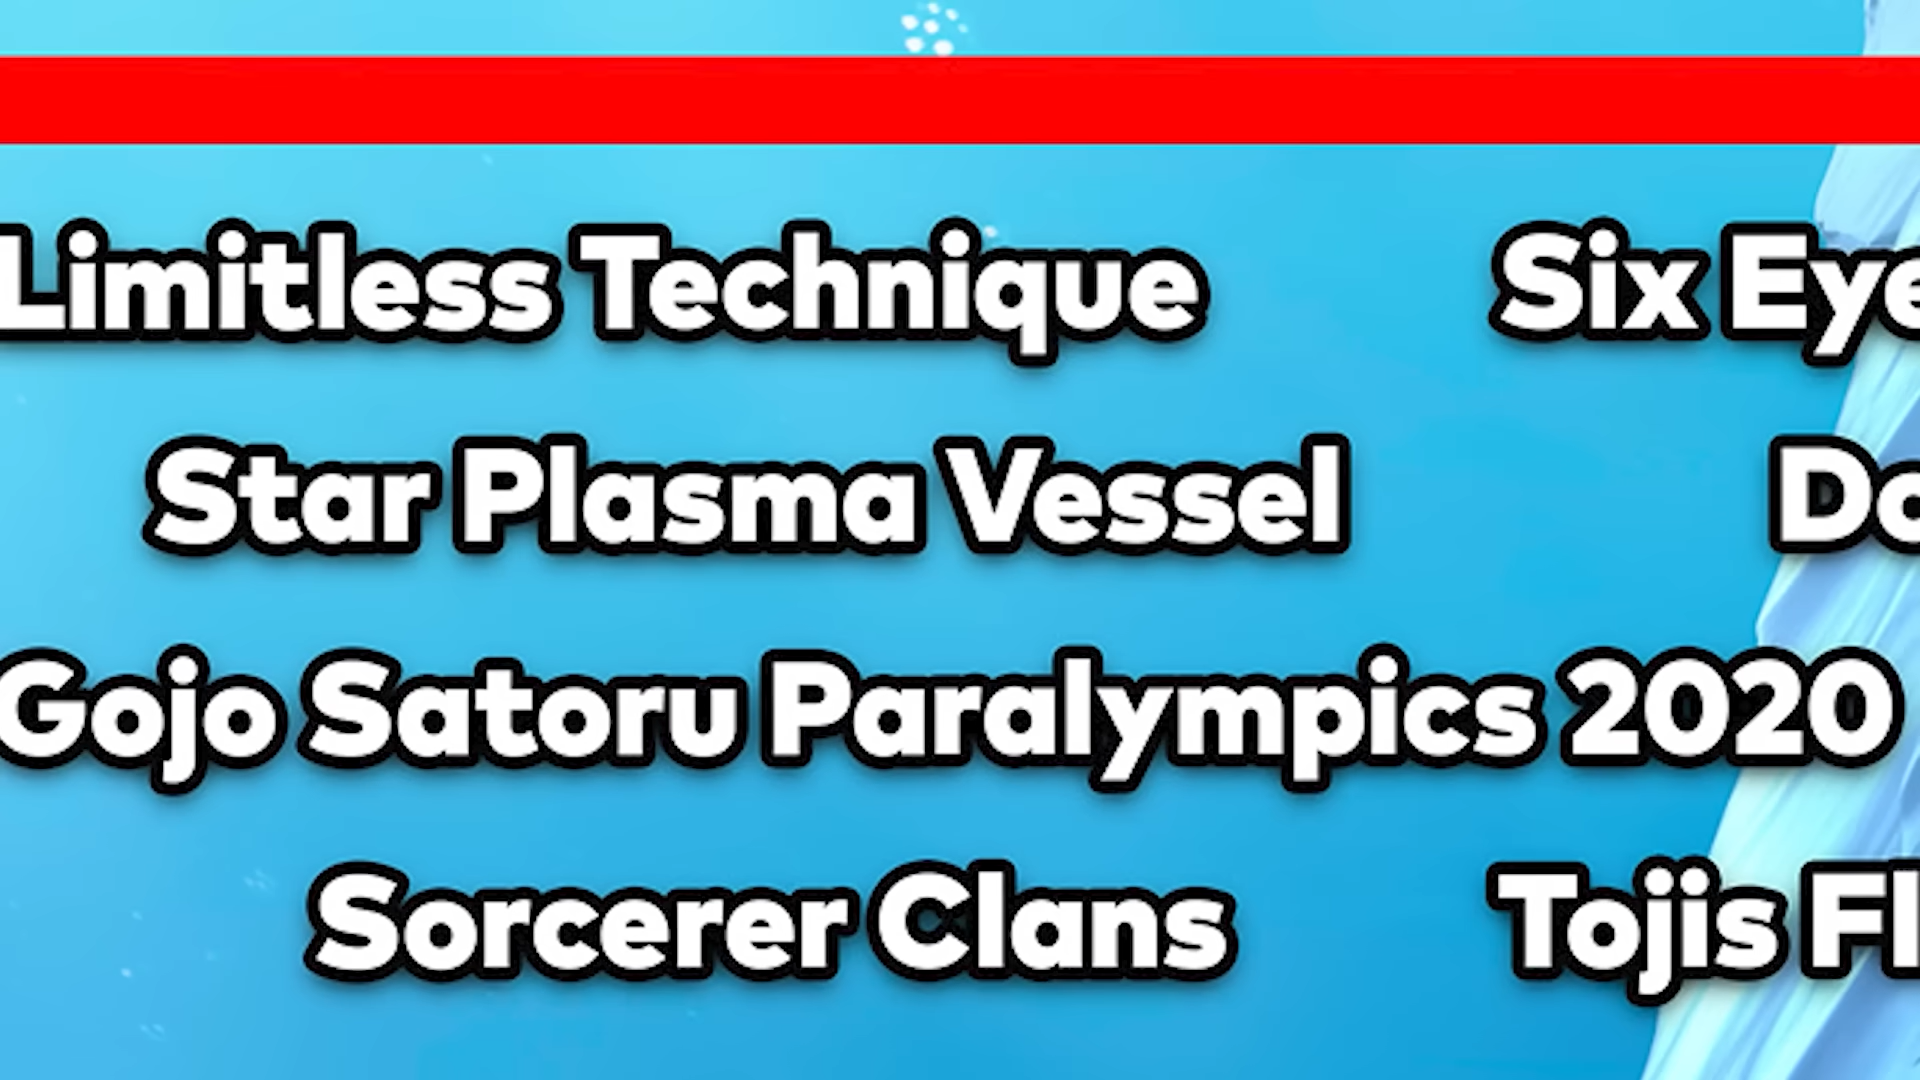 Limitless Technique Six Eye
Star Plasma Vessel
Gojo Satoru Paralympics 2020
Sorcerer Clans Tojis